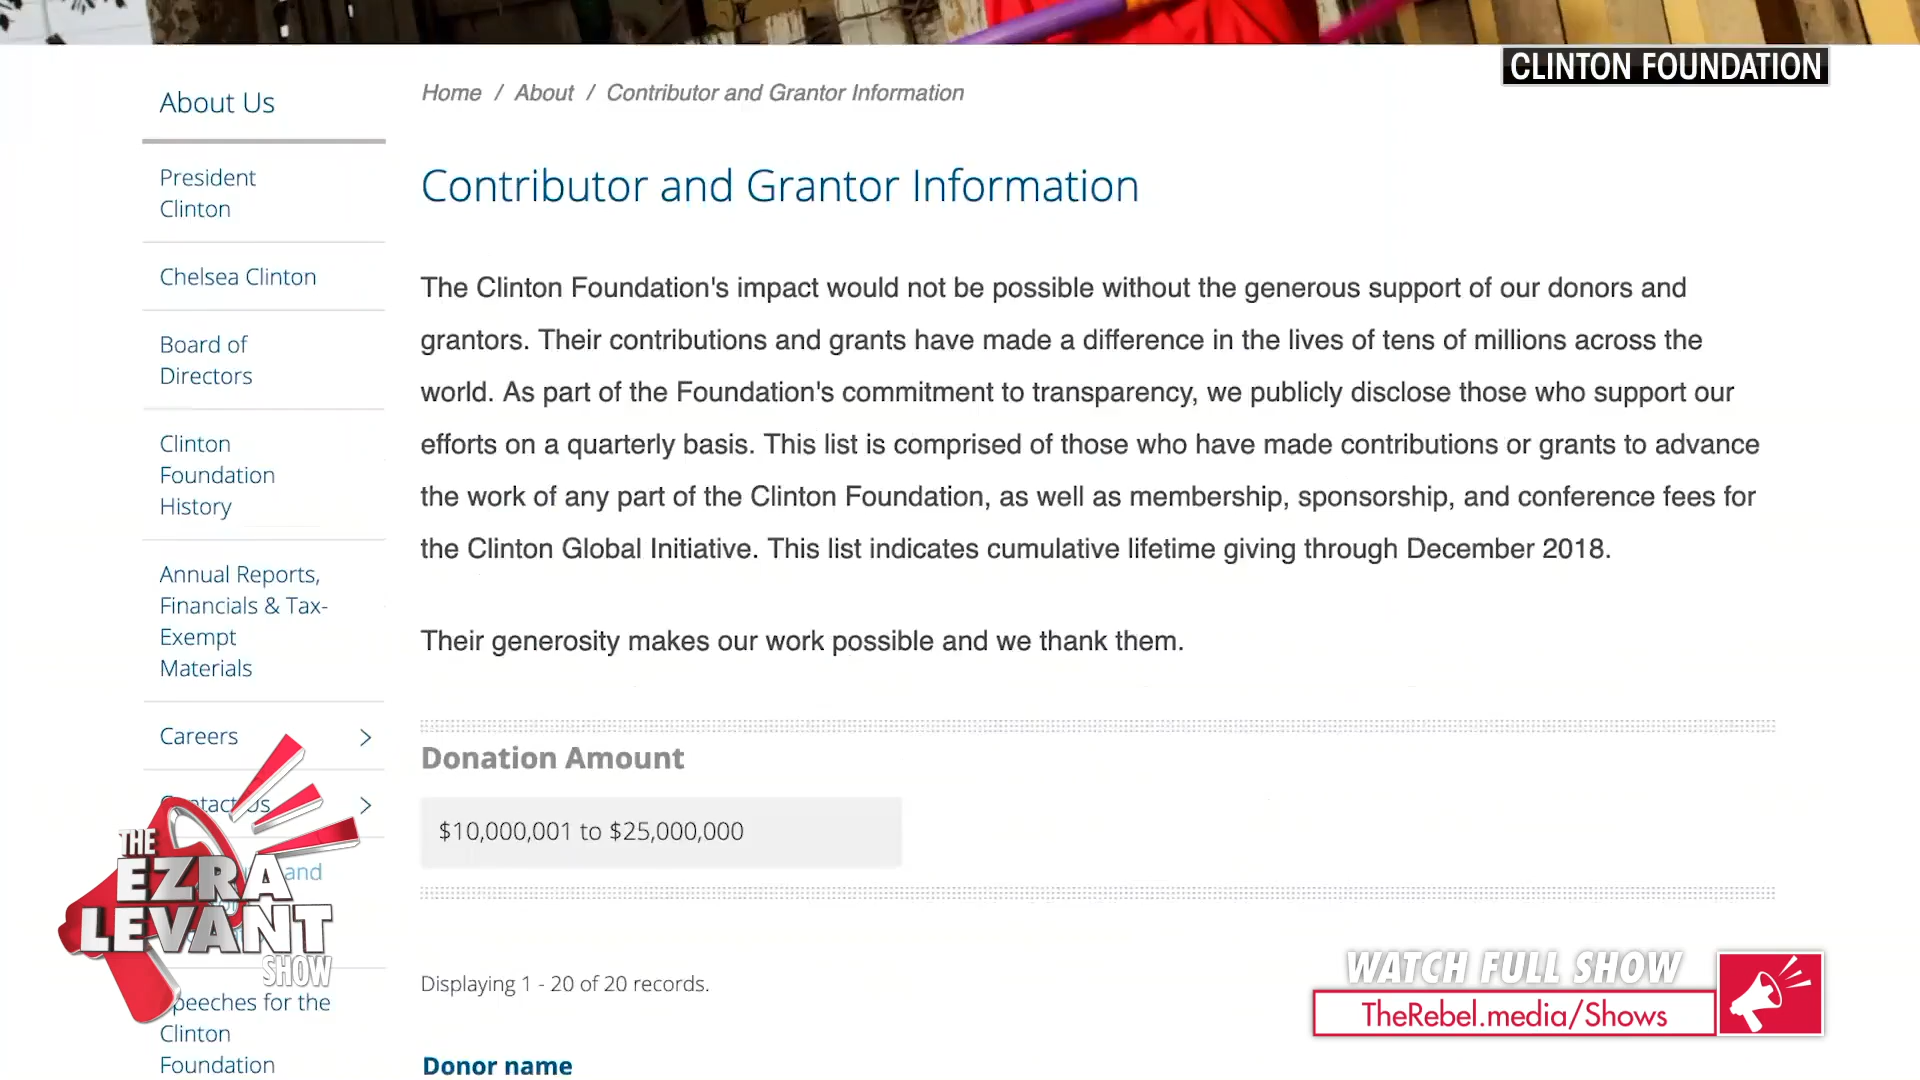 CLINTON FOUNDATION
About Us
President
Clinton
Chelsea Clinton
Board of
Directors
Clinton
Foundation
History
Annual Reports,
Financials & Tax-
Exempt
Materials
Careers
Contact Us
and
Speeches for the
Clinton
Foundation
Home / About / Contributor and Grantor Information
Contributor and Grantor Information
The Clinton Foundation's impact would not be possible without the generous support of our donors and
grantors. Their contributions and grants have made a difference in the lives of tens of millions across the
world. As part of the Foundation's commitment to transparency, we publicly disclose those who support our
efforts on a quarterly basis. This list is comprised of those who have made contributions or grants to advance
the work of any part of the Clinton Foundation, as well as membership, sponsorship, and conference fees for
the Clinton Global Initiative. This list indicates cumulative lifetime giving through December 2018.
Their generosity makes our work possible and we thank them.
Donation Amount
$10,000,001 to $25,000,000
Displaying 1 - 20 of 20 records.
Donor name
THE
EZRA
LEVANT
SHOW
WATCH FULL SHOW
TheRebel.media/Shows